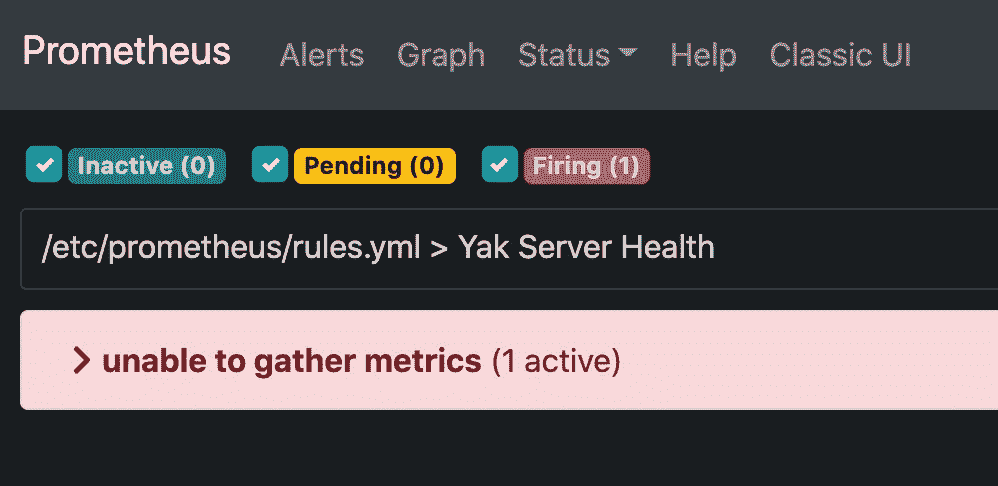 Prometheus Alerts Graph Status Help Classic UI
Inactive (0) Pending (0) Firing (1)
/etc/prometheus/rules.yml > Yak Server Health
unable to gather metrics (1 active)